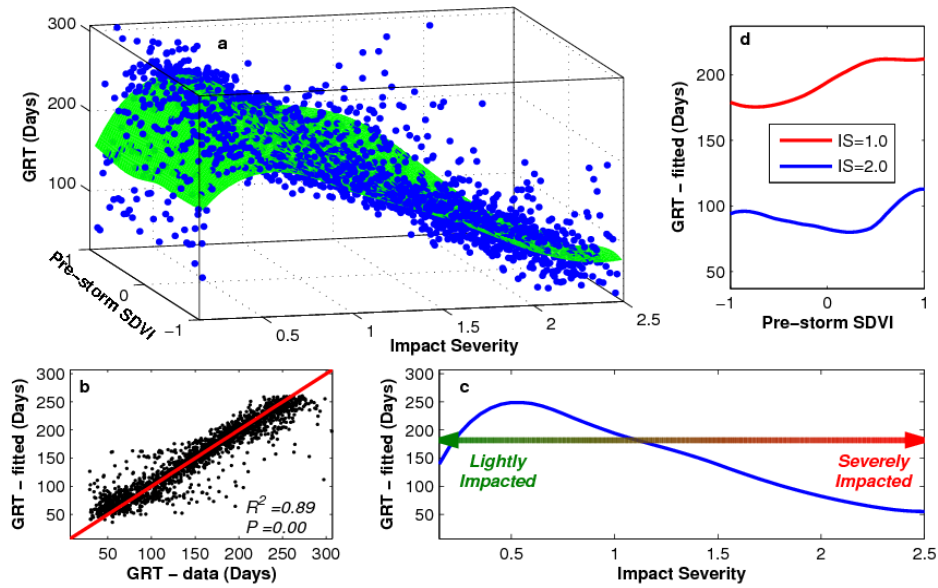 a
300
200
100
GRT (Days)
1
0
−1
Pre−storm SDVI
0.5
1
1.5
2
2.5
Impact Severity
d
200
150
100
50
GRT − fitted (Days)
IS=1.0
IS=2.0
−1
0
1
Pre−storm SDVI
b
300
250
200
150
100
50
GRT − fitted (Days)
R² =0.89
P =0.00
50
100
150
200
250
300
GRT − data (Days)
c
300
250
200
150
100
50
GRT − fitted (Days)
Lightly
Impacted
Severely
Impacted
0.5
1
1.5
2
2.5
Impact Severity